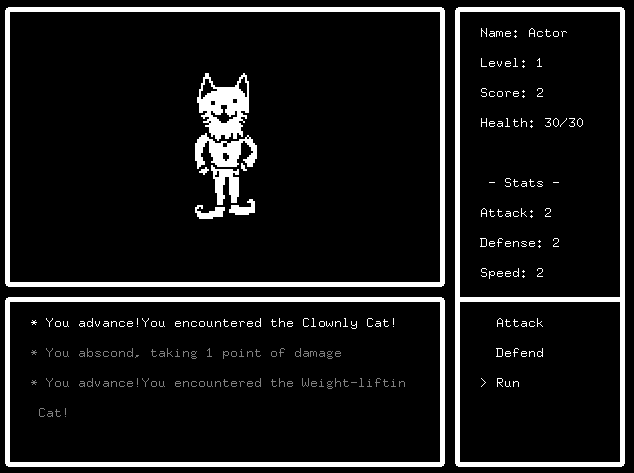 Name: Actor
Level: 1
Score: 2
Health: 30/30
- Stats -
Attack: 2
Defense: 2
Speed: 2
* You advance!You encountered the Clownly Cat!
* You abscond, taking 1 point of damage
* You advance!You encountered the Weight-liftin
Cat!
Attack
Defend
> Run